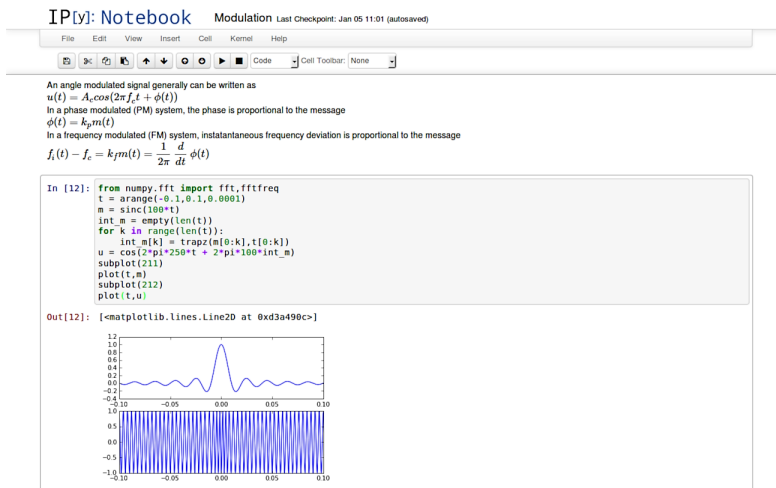 IP[y]: Notebook Modulation Last Checkpoint: Jan 05 11:01 (autosaved)
File Edit View Insert Cell Kernel Help
Code Cell Toolbar: None
An angle modulated signal generally can be written as
u(t) = A_c cos(2πf_c t + ϕ(t))
In a phase modulated (PM) system, the phase is proportional to the message
ϕ(t) = k_p m(t)
In a frequency modulated (FM) system, instatantaneous frequency deviation is proportional to the message
f_i(t) − f_c = k_f m(t) = 1/2π d/dt ϕ(t)
In [12]: from numpy.fft import fft,fftfreq
t = arange(-0.1,0.1,0.0001)
m = sinc(100*t)
int_m = empty(len(t))
for k in range(len(t)):
    int_m[k] = trapz(m[0:k],t[0:k])
u = cos(2*pi*250*t + 2*pi*100*int_m)
subplot(211)
plot(t,m)
subplot(212)
plot(t,u)
Out[12]: [<matplotlib.lines.Line2D at 0xd3a490c>]
1.2
1.0
0.8
0.6
0.4
0.2
0.0
−0.2
−0.4
−0.10 −0.05 0.00 0.05 0.10
1.0
0.5
0.0
−0.5
−1.0
−0.10 −0.05 0.00 0.05 0.10